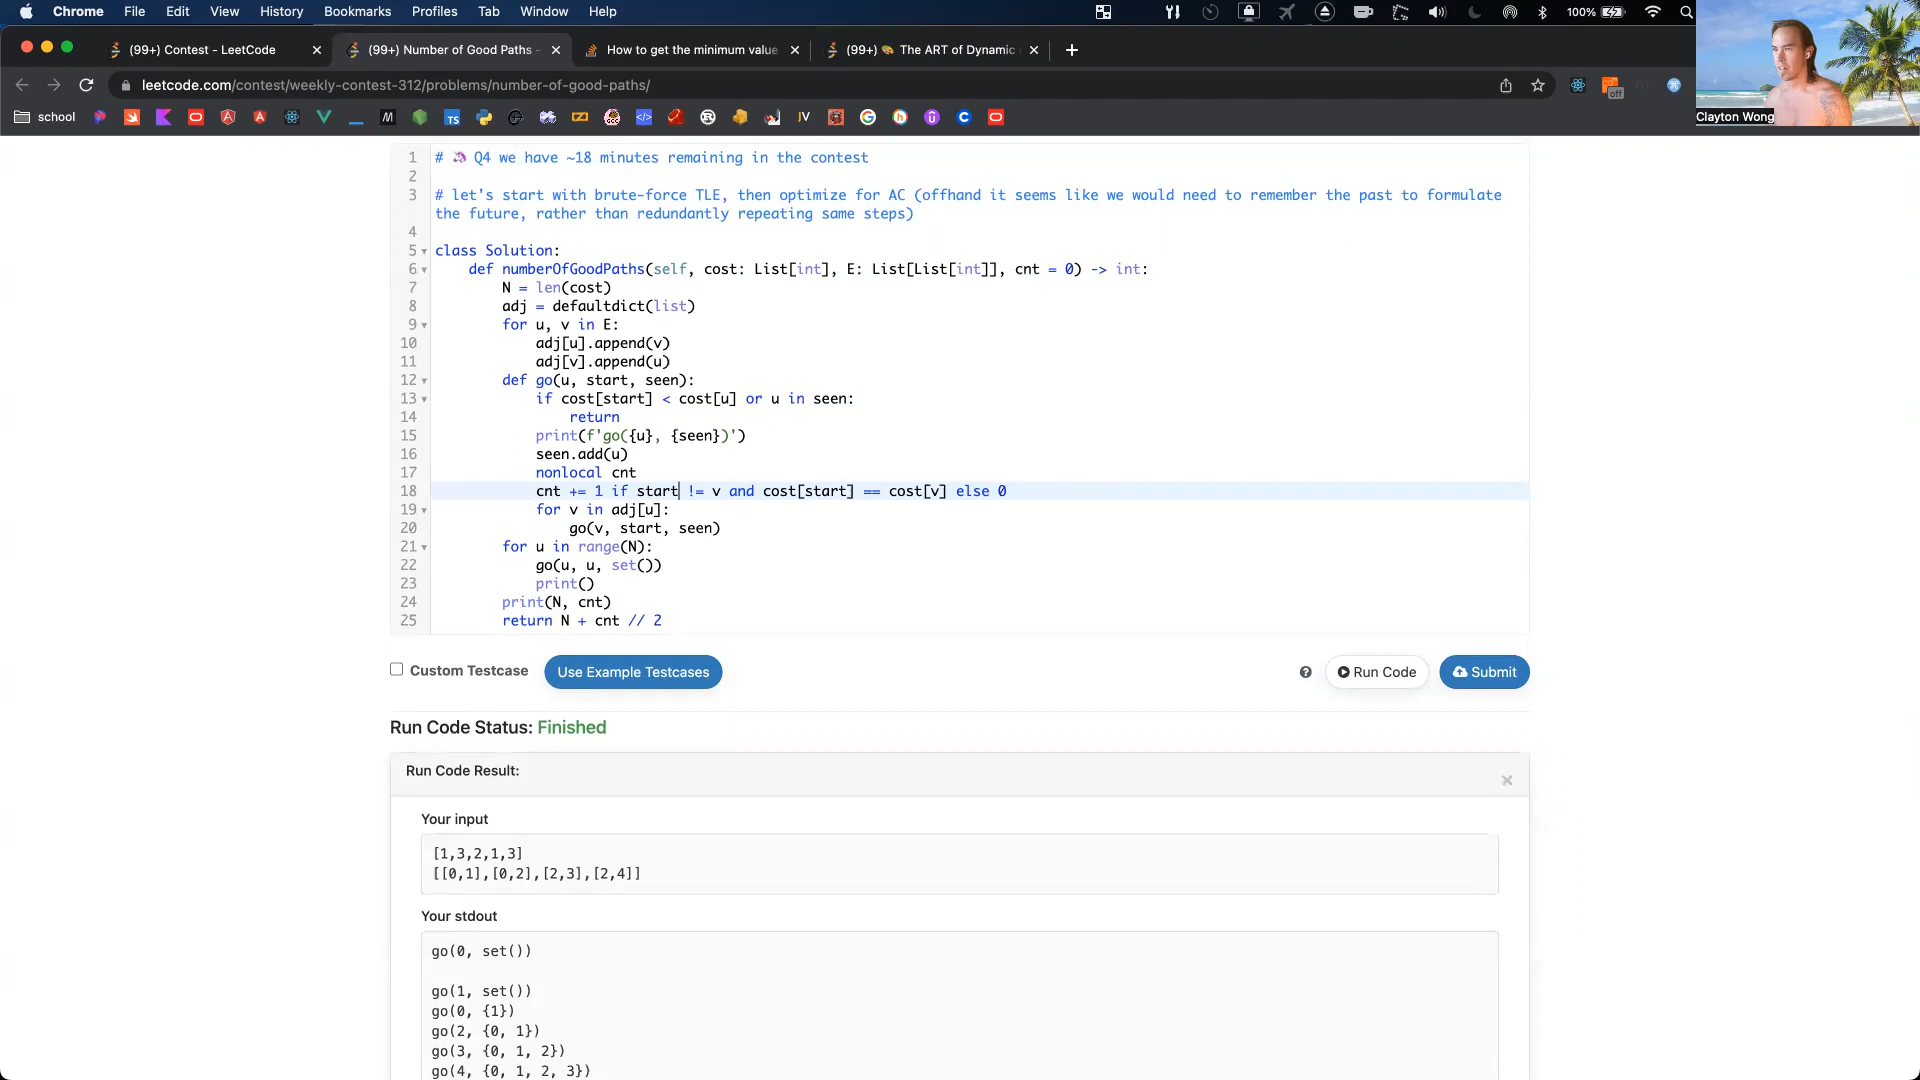 Chrome File Edit View History Bookmarks Profiles Tab Window Help 100%
(99+) Contest - LeetCode (99+) Number of Good Paths - How to get the minimum value (99+) The ART of Dynamic
leetcode.com/contest/weekly-contest-312/problems/number-of-good-paths/ off
school M TS </> JV G h C
Clayton Wong
1 # 🦄 Q4 we have ~18 minutes remaining in the contest
2
3 # let's start with brute-force TLE, then optimize for AC (offhand it seems like we would need to remember the past to formulate
the future, rather than redundantly repeating same steps)
4
5 class Solution:
6 def numberOfGoodPaths(self, cost: List[int], E: List[List[int]], cnt = 0) -> int:
7 N = len(cost)
8 adj = defaultdict(list)
9 for u, v in E:
10 adj[u].append(v)
11 adj[v].append(u)
12 def go(u, start, seen):
13 if cost[start] < cost[u] or u in seen:
14 return
15 print(f'go({u}, {seen})')
16 seen.add(u)
17 nonlocal cnt
18 cnt += 1 if start != v and cost[start] == cost[v] else 0
19 for v in adj[u]:
20 go(v, start, seen)
21 for u in range(N):
22 go(u, u, set())
23 print()
24 print(N, cnt)
25 return N + cnt // 2
Custom Testcase Use Example Testcases ? Run Code Submit
Run Code Status: Finished
Run Code Result: ×
Your input
[1,3,2,1,3]
[[0,1],[0,2],[2,3],[2,4]]
Your stdout
go(0, set())
go(1, set())
go(0, {1})
go(2, {0, 1})
go(3, {0, 1, 2})
go(4, {0, 1, 2, 3})